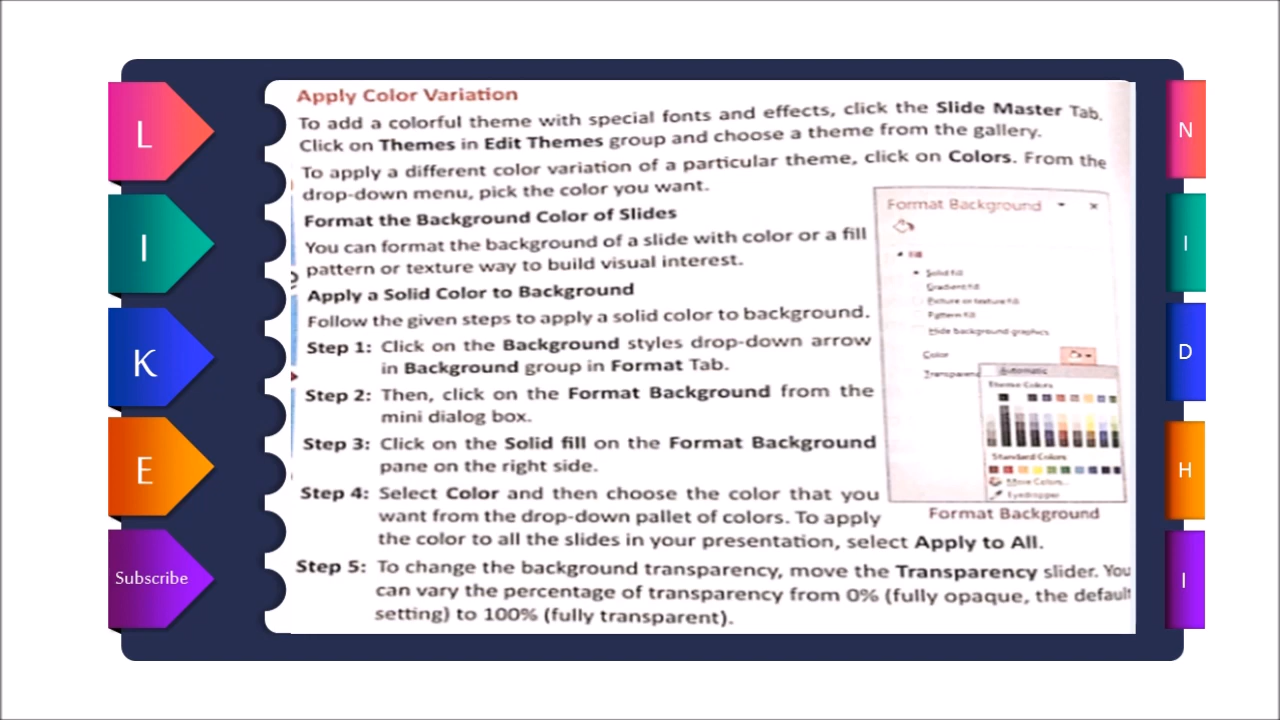 L
I
K
E
Subscribe
Apply Color Variation
To add a colorful theme with special fonts and effects, click the Slide Master Tab.
Click on Themes in Edit Themes group and choose a theme from the gallery.
To apply a different color variation of a particular theme, click on Colors. From the
drop-down menu, pick the color you want.
Format the Background Color of Slides
You can format the background of a slide with color or a fill
pattern or texture way to build visual interest.
Apply a Solid Color to Background
Follow the given steps to apply a solid color to background.
Step 1: Click on the Background styles drop-down arrow
in Background group in Format Tab.
Step 2: Then, click on the Format Background from the
mini dialog box.
Step 3: Click on the Solid fill on the Format Background
pane on the right side.
Step 4: Select Color and then choose the color that you
want from the drop-down pallet of colors. To apply
the color to all the slides in your presentation, select Apply to All.
Step 5: To change the background transparency, move the Transparency slider. You
can vary the percentage of transparency from 0% (fully opaque, the default
setting) to 100% (fully transparent).
Format Background
Fill
Solid fill
Gradient fill
Picture or texture fill
Pattern fill
Hide background graphics
Color
Transparen
Automatic
Theme Colors
Standard Colors
More Colors...
Eyedropper
Format Background
N
I
D
H
I